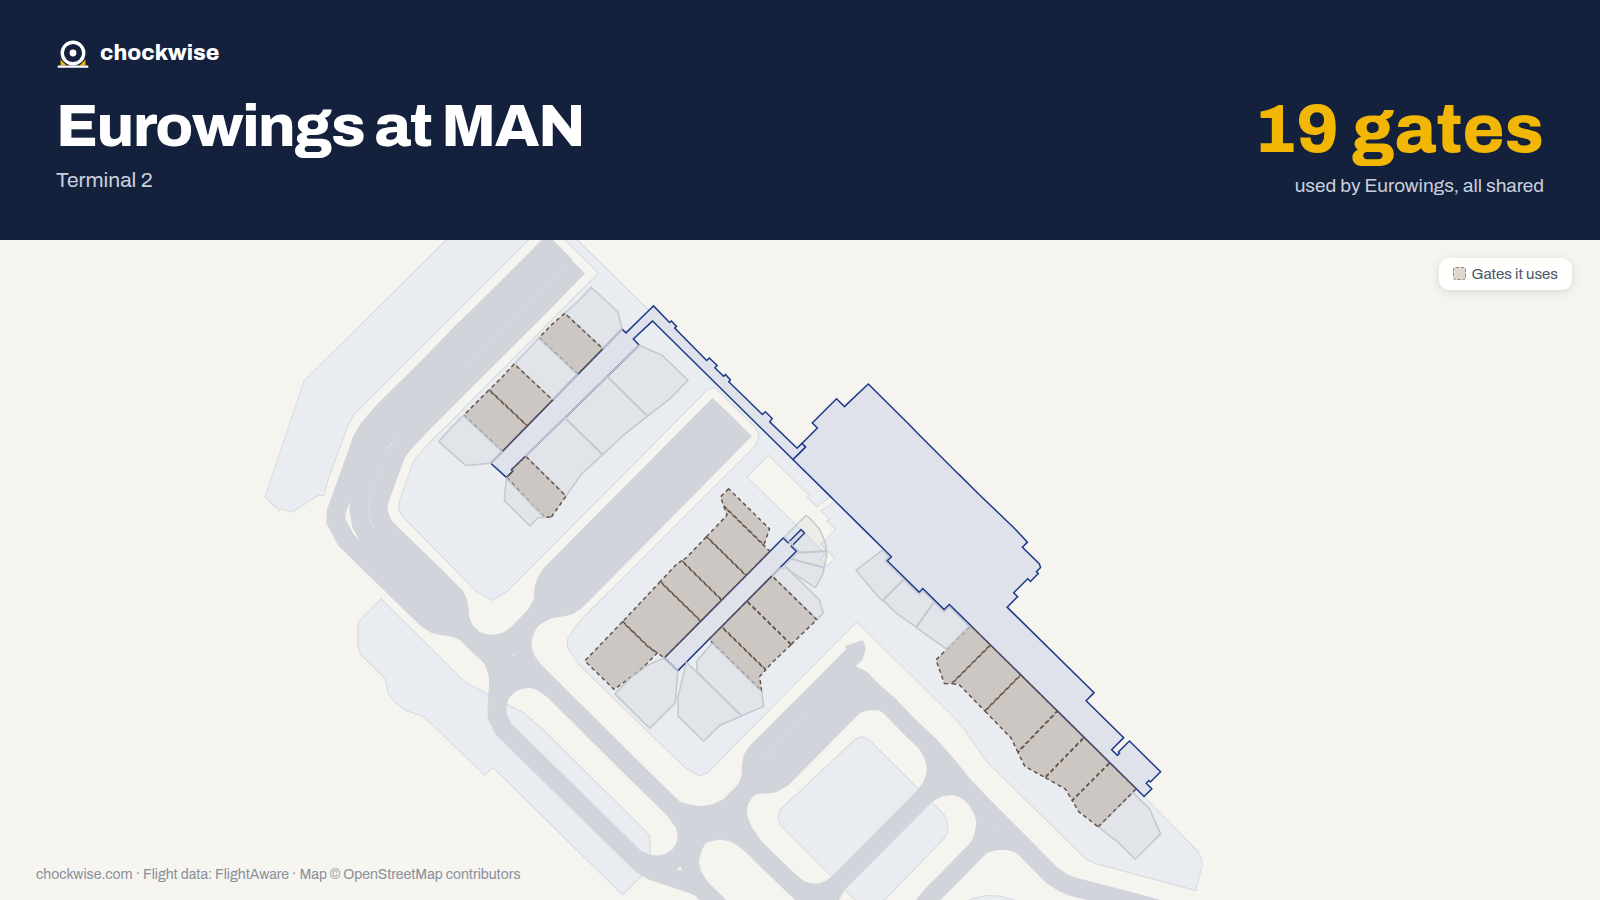 chockwise
Eurowings at MAN
Terminal 2
19 gates
used by Eurowings, all shared
Gates it uses
chockwise.com · Flight data: FlightAware · Map © OpenStreetMap contributors